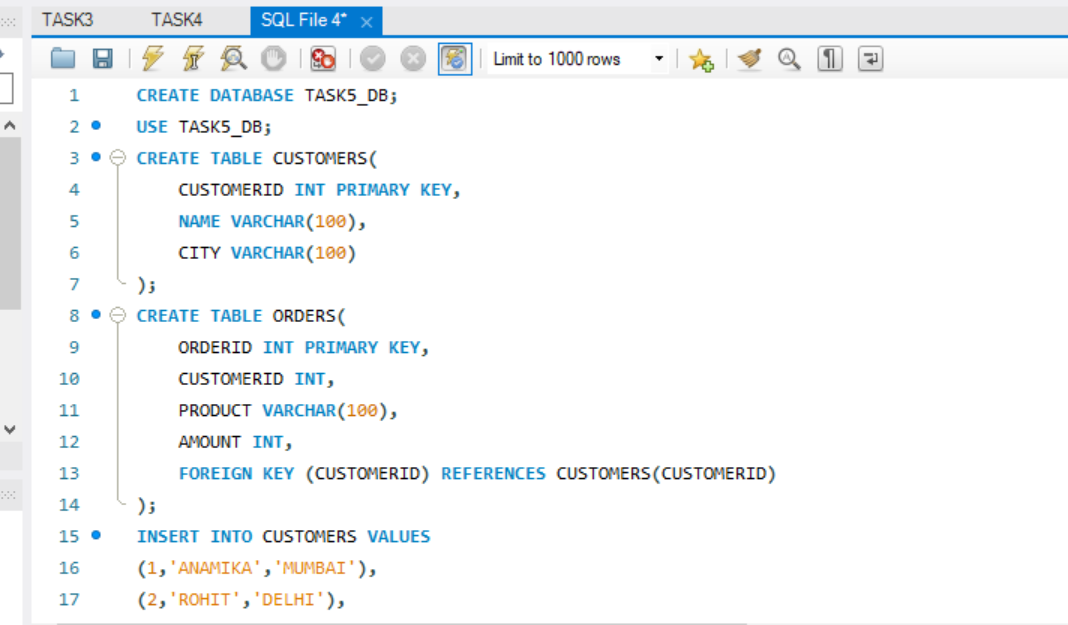 TASK3 TASK4 SQL File 4*
Limit to 1000 rows
1 CREATE DATABASE TASK5_DB;
2 USE TASK5_DB;
3 CREATE TABLE CUSTOMERS(
4 CUSTOMERID INT PRIMARY KEY,
5 NAME VARCHAR(100),
6 CITY VARCHAR(100)
7 );
8 CREATE TABLE ORDERS(
9 ORDERID INT PRIMARY KEY,
10 CUSTOMERID INT,
11 PRODUCT VARCHAR(100),
12 AMOUNT INT,
13 FOREIGN KEY (CUSTOMERID) REFERENCES CUSTOMERS(CUSTOMERID)
14 );
15 INSERT INTO CUSTOMERS VALUES
16 (1,'ANAMIKA','MUMBAI'),
17 (2,'ROHIT','DELHI'),